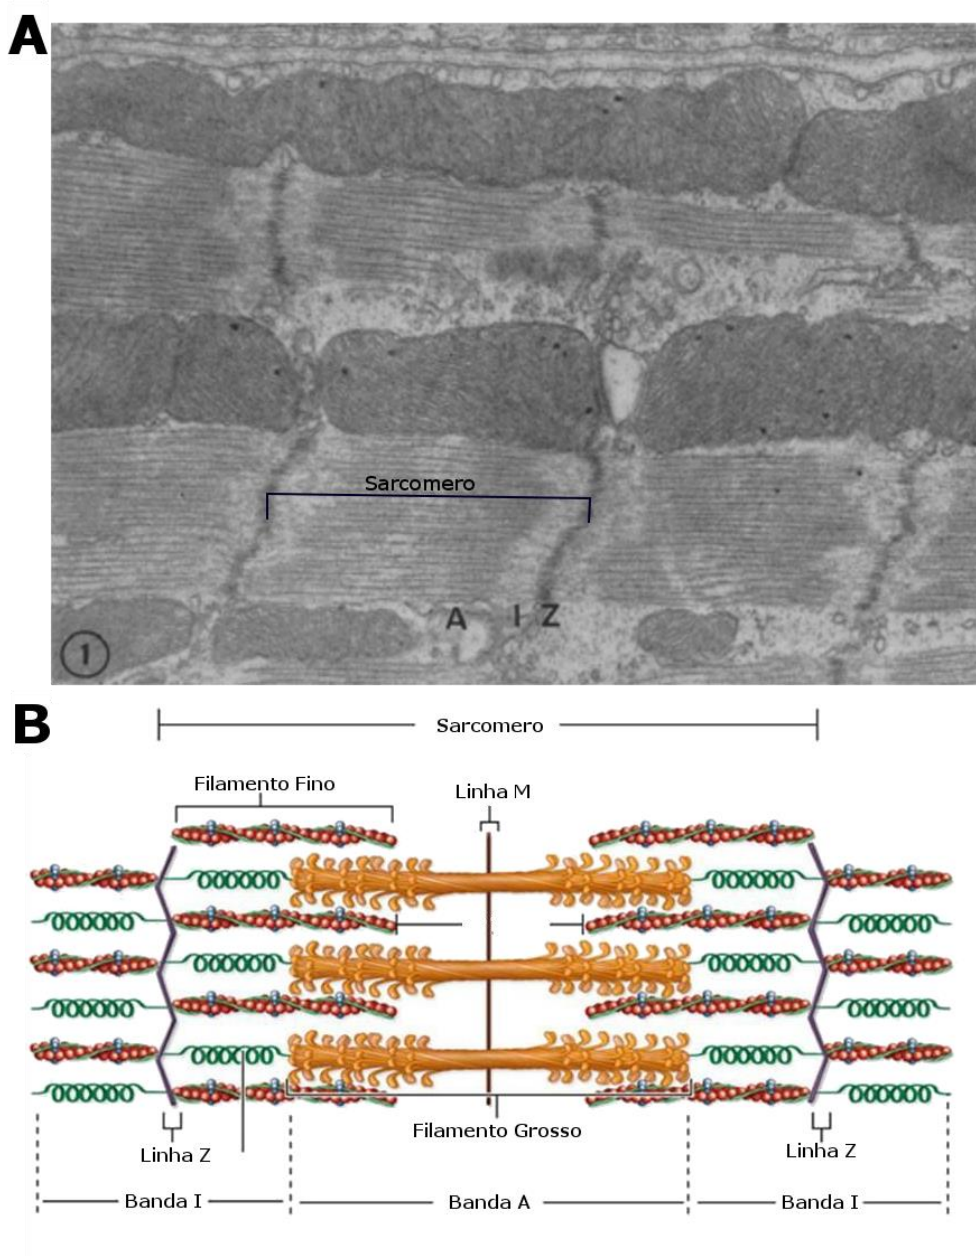 A
Sarcomero
A I Z
1
B
Sarcomero
Filamento Fino
Linha M
Filamento Grosso
Linha Z
Linha Z
Banda I
Banda A
Banda I